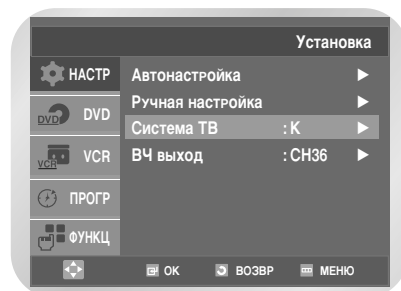 Установка
НАСТР
DVD DVD
VCR VCR
ПРОГР
ФУНКЦ
Автонастройка
Ручная настройка
Система ТВ : K
ВЧ выход : CH36
OK ВОЗВР МЕНЮ